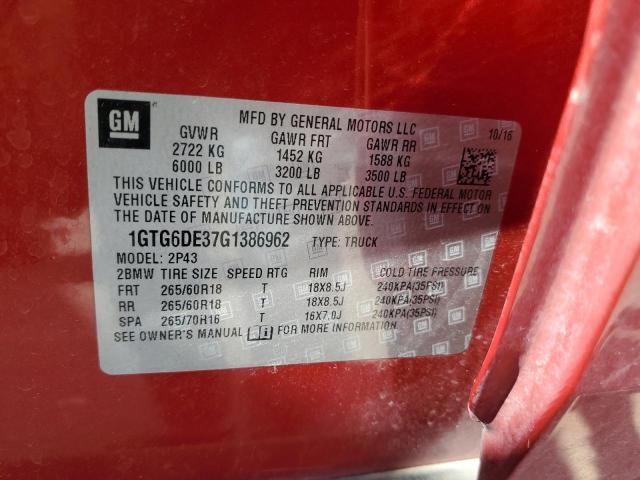 GM
MFD BY GENERAL MOTORS LLC
10/16
GVWR GAWR FRT GAWR RR
2722 KG 1452 KG 1588 KG
6000 LB 3200 LB 3500 LB
THIS VEHICLE CONFORMS TO ALL APPLICABLE U.S. FEDERAL MOTOR
VEHICLE SAFETY AND THEFT PREVENTION STANDARDS IN EFFECT ON
THE DATE OF MANUFACTURE SHOWN ABOVE.
1GTG6DE37G1386962 TYPE: TRUCK
MODEL: 2P43
2BMW TIRE SIZE SPEED RTG RIM COLD TIRE PRESSURE
FRT 265/60R18 T 18X8.5J 240KPA(35PSI)
RR 265/60R18 T 18X8.5J 240KPA(35PSI)
SPA 265/70R16 T 16X7.0J 240KPA(35PSI)
SEE OWNER'S MANUAL FOR MORE INFORMATION